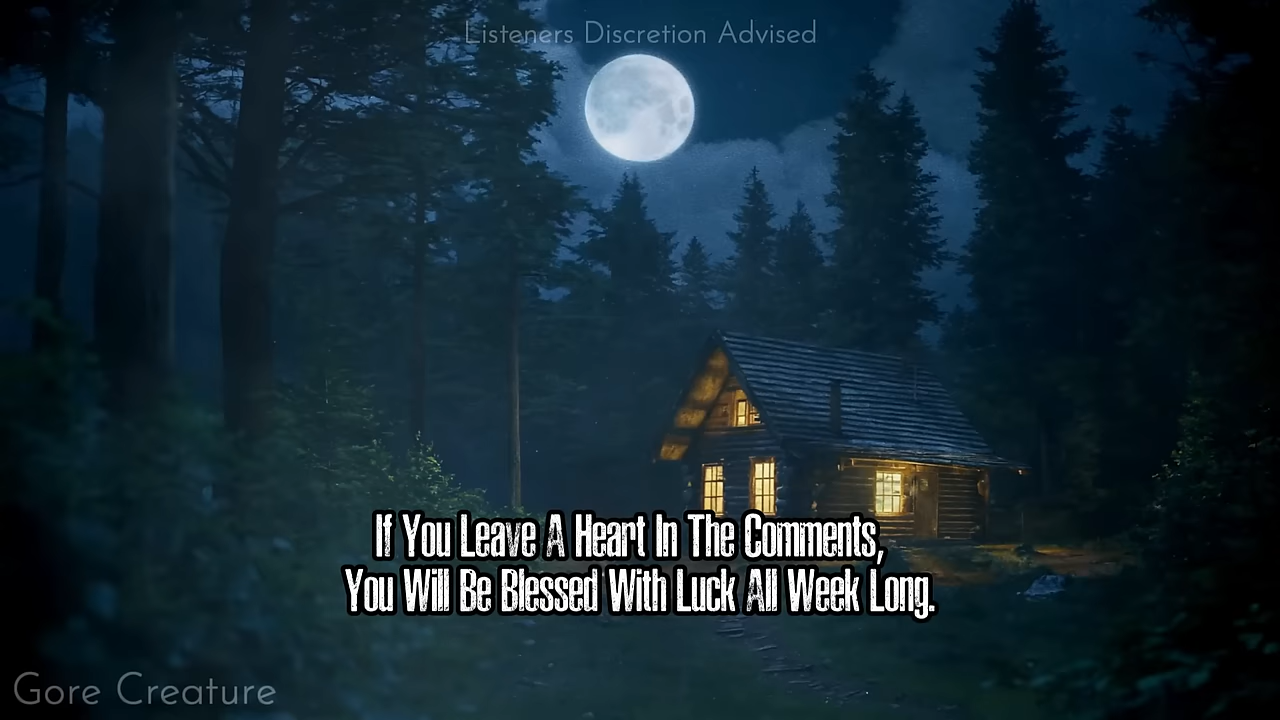 Listeners Discretion Advised
If You Leave A Heart In The Comments,
You Will Be Blessed With Luck All Week Long.
Gore Creature